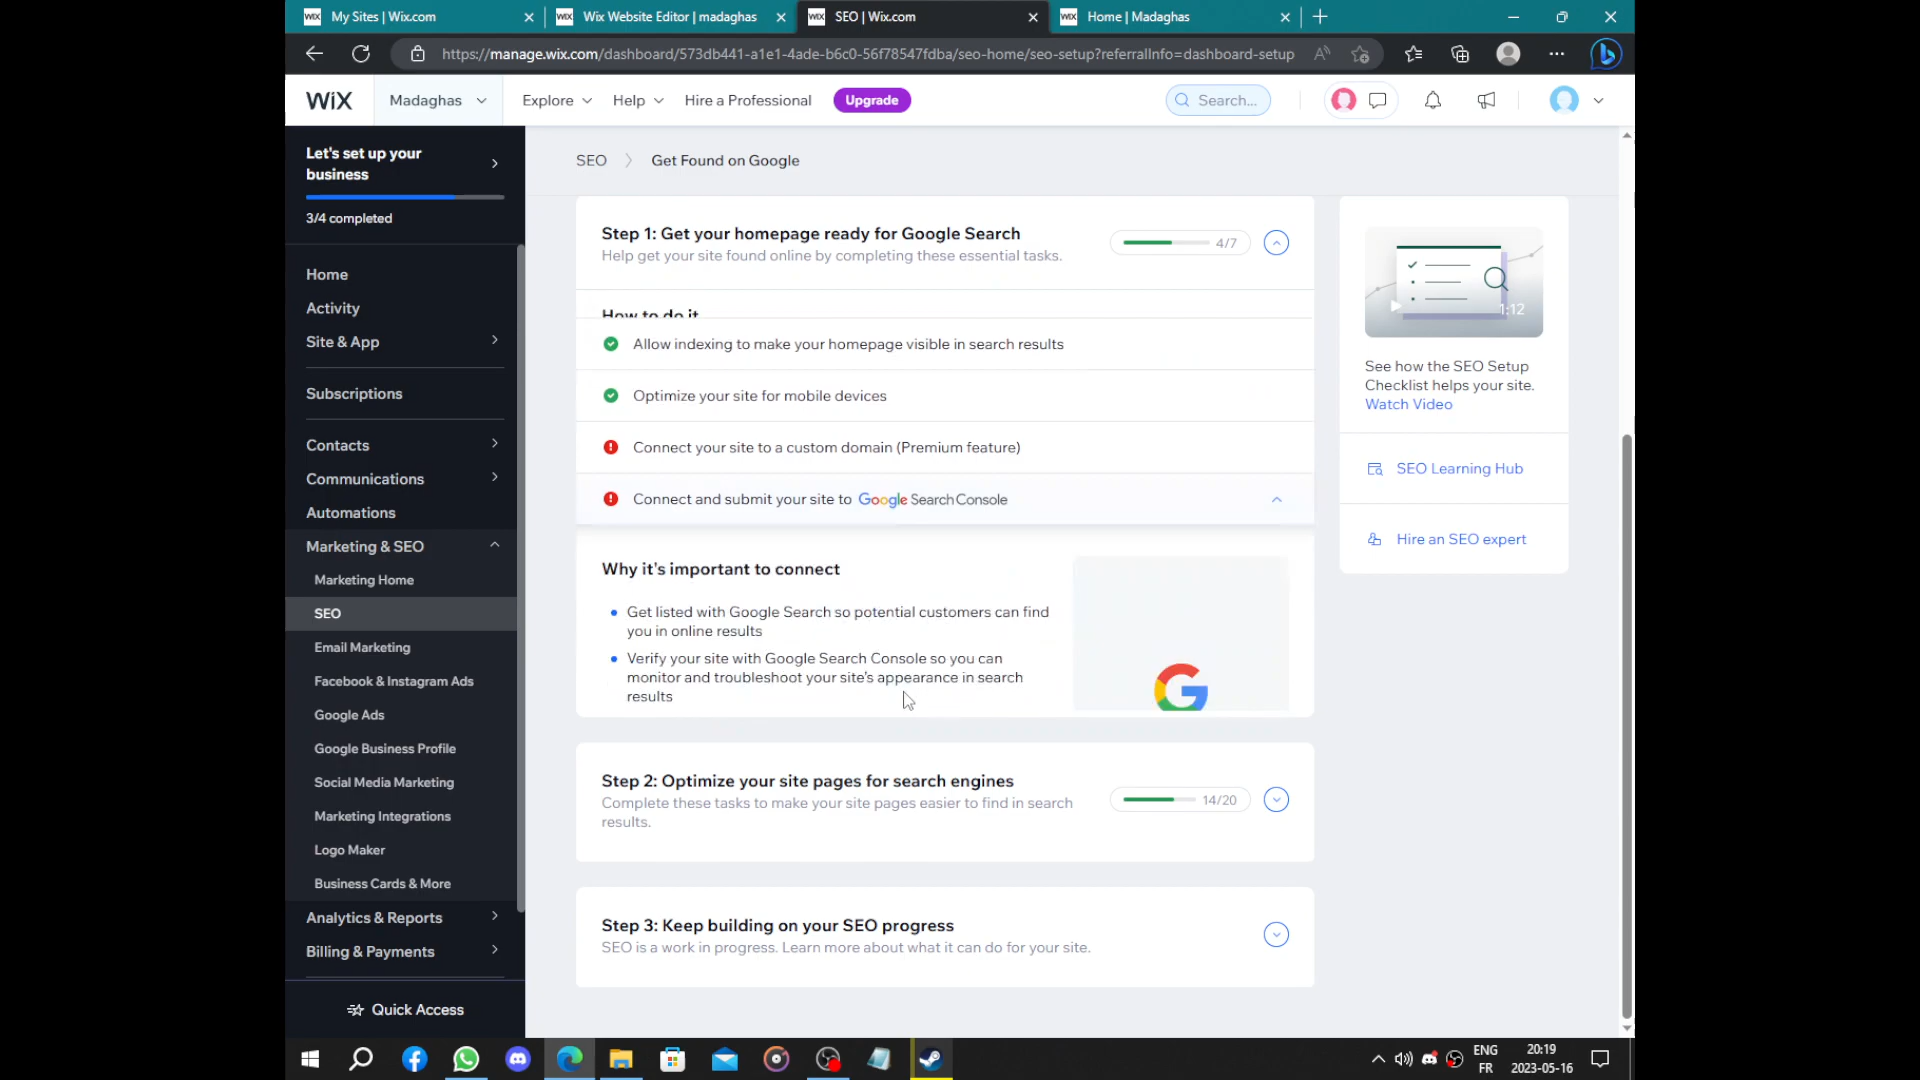 My Sites | Wix.com
Wix Website Editor | madaghas
SEO | Wix.com
Home | Madaghas
https://manage.wix.com/dashboard/573db441-a1e1-4ade-b6c0-56f78547fdba/seo-home/seo-setup?referralInfo=dashboard-setup
WIX
Madaghas
Explore
Help
Hire a Professional
Upgrade
Search...
Let's set up your
business
3/4 completed
Home
Activity
Site & App
Subscriptions
Contacts
Communications
Automations
Marketing & SEO
Marketing Home
SEO
Email Marketing
Facebook & Instagram Ads
Google Ads
Google Business Profile
Social Media Marketing
Marketing Integrations
Logo Maker
Business Cards & More
Analytics & Reports
Billing & Payments
Quick Access
SEO > Get Found on Google
Step 1: Get your homepage ready for Google Search
Help get your site found online by completing these essential tasks.
4/7
How to do it
Allow indexing to make your homepage visible in search results
Optimize your site for mobile devices
Connect your site to a custom domain (Premium feature)
Connect and submit your site to Google Search Console
Why it's important to connect
Get listed with Google Search so potential customers can find
you in online results
Verify your site with Google Search Console so you can
monitor and troubleshoot your site's appearance in search
results
Step 2: Optimize your site pages for search engines
Complete these tasks to make your site pages easier to find in search
results.
14/20
Step 3: Keep building on your SEO progress
SEO is a work in progress. Learn more about what it can do for your site.
1:12
See how the SEO Setup
Checklist helps your site.
Watch Video
SEO Learning Hub
Hire an SEO expert
ENG
FR
20:19
2023-05-16